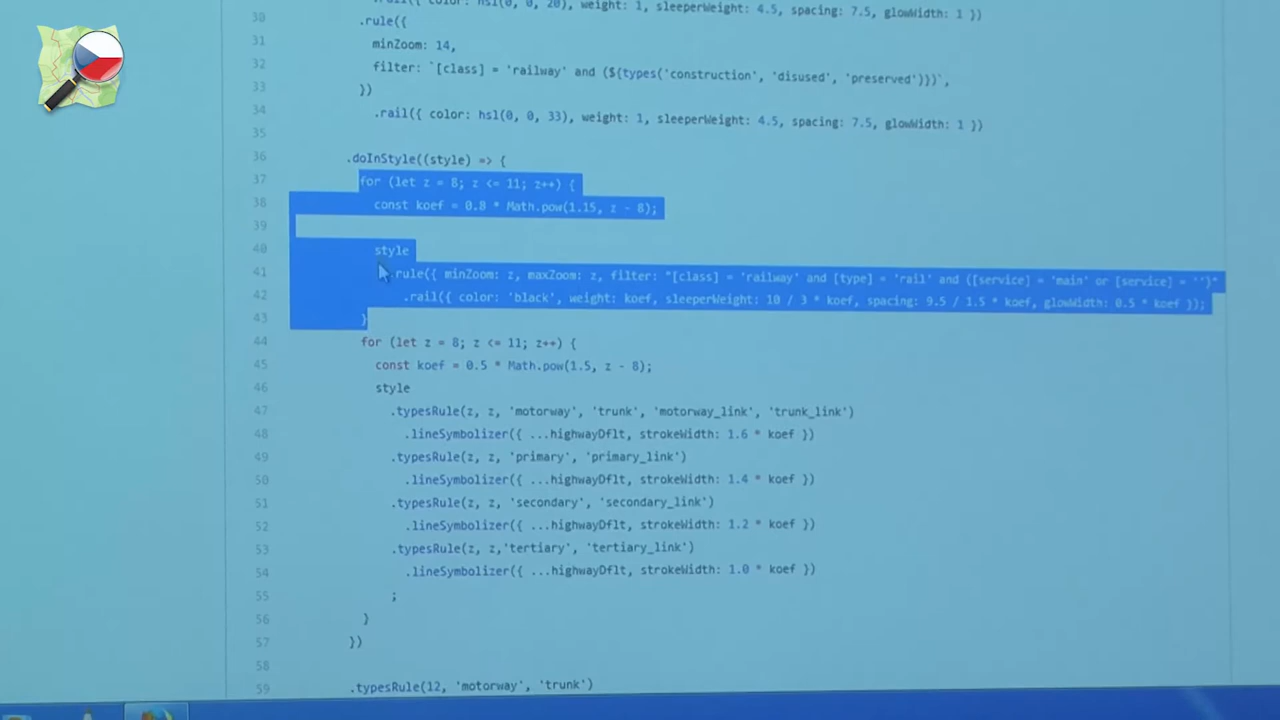 .rail({ color: hsl(0, 0, 20), weight: 1, sleeperWeight: 4.5, spacing: 7.5, glowWidth: 1 })
30 .rule({
31 minZoom: 14,
32 filter: `[class] = 'railway' and (${types('construction', 'disused', 'preserved')})`,
33 })
34 .rail({ color: hsl(0, 0, 33), weight: 1, sleeperWeight: 4.5, spacing: 7.5, glowWidth: 1 })
35
36 .doInStyle((style) => {
37 for (let z = 8; z <= 11; z++) {
38 const koef = 0.8 * Math.pow(1.15, z - 8);
39
40 style
41 .rule({ minZoom: z, maxZoom: z, filter: "[class] = 'railway' and [type] = 'rail' and ([service] = 'main' or [service] = '')"
42 .rail({ color: 'black', weight: koef, sleeperWeight: 10 / 3 * koef, spacing: 9.5 / 1.5 * koef, glowWidth: 0.5 * koef });
43 }
44 for (let z = 8; z <= 11; z++) {
45 const koef = 0.5 * Math.pow(1.5, z - 8);
46 style
47 .typesRule(z, z, 'motorway', 'trunk', 'motorway_link', 'trunk_link')
48 .lineSymbolizer({ ...highwayDflt, strokeWidth: 1.6 * koef })
49 .typesRule(z, z, 'primary', 'primary_link')
50 .lineSymbolizer({ ...highwayDflt, strokeWidth: 1.4 * koef })
51 .typesRule(z, z, 'secondary', 'secondary_link')
52 .lineSymbolizer({ ...highwayDflt, strokeWidth: 1.2 * koef })
53 .typesRule(z, z,'tertiary', 'tertiary_link')
54 .lineSymbolizer({ ...highwayDflt, strokeWidth: 1.0 * koef })
55 ;
56 }
57 })
58
59 .typesRule(12, 'motorway', 'trunk')